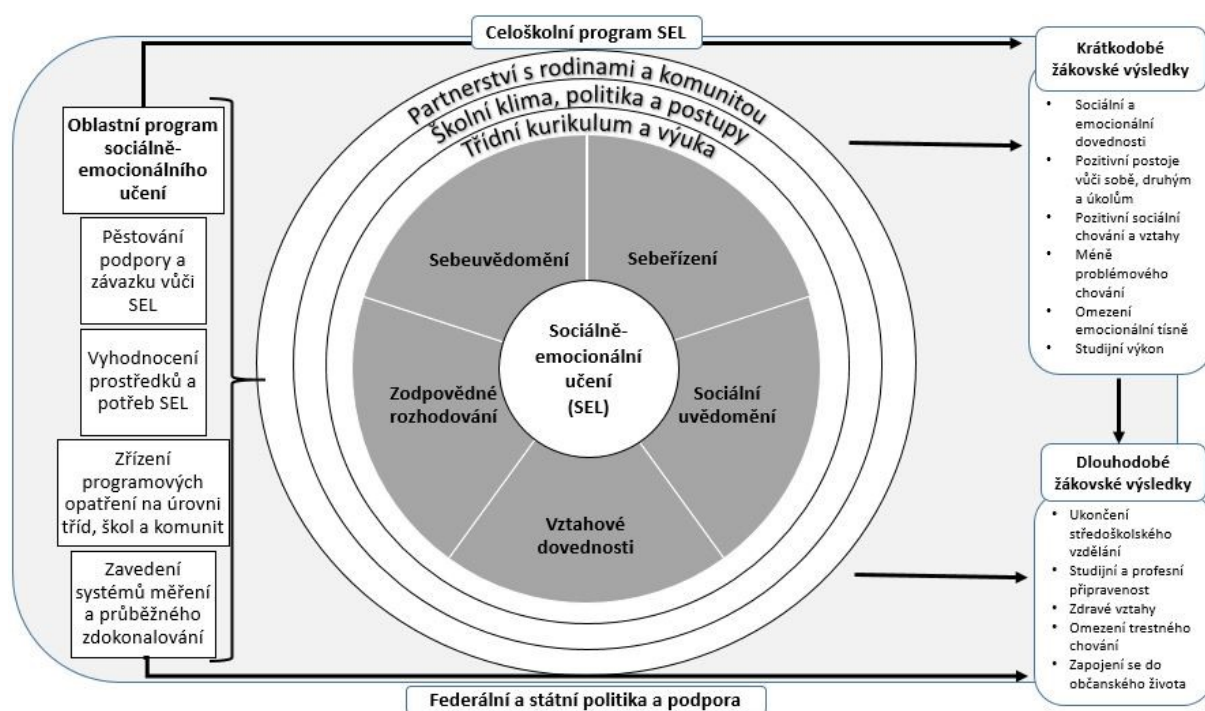 Celoškolní program SEL
Oblastní program
sociálně-
emocionálního
učení
Pěstování
podpory a
závazku vůči
SEL
Vyhodnocení
prostředků a
potřeb SEL
Zřízení
programových
opatření na úrovni
tříd, škol a komunit
Zavedení
systémů měření
a průběžného
zdokonalování
Partnerství s rodinami a komunitou
Školní klima, politika a postupy
Třídní kurikulum a výuka
Sebeuvědomění
Sebeřízení
Sociálně-
emocionální
učení
(SEL)
Zodpovědné
rozhodování
Sociální
uvědomění
Vztahové
dovednosti
Krátkodobé
žákovské výsledky
• Sociální a
emocionální
dovednosti
• Pozitivní postoje
vůči sobě, druhým
a úkolům
• Pozitivní sociální
chování a vztahy
• Méně
problémového
chování
• Omezení
emocionální tísně
• Studijní výkon
Dlouhodobé
žákovské výsledky
• Ukončení
středoškolského
vzdělání
• Studijní a profesní
připravenost
• Zdravé vztahy
• Omezení trestného
chování
• Zapojení se do
občanského života
Federální a státní politika a podpora